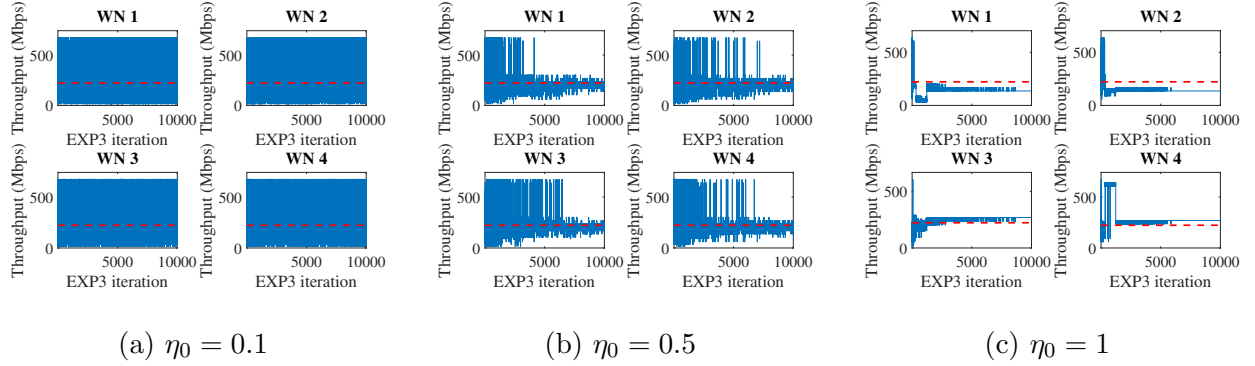 WN 1
WN 2
Throughput (Mbps)
500
0
5000
10000
EXP3 iteration
Throughput (Mbps)
500
0
5000
10000
EXP3 iteration
WN 3
WN 4
Throughput (Mbps)
500
0
5000
10000
EXP3 iteration
Throughput (Mbps)
500
0
5000
10000
EXP3 iteration
(a) η₀ = 0.1
WN 1
WN 2
Throughput (Mbps)
500
0
5000
10000
EXP3 iteration
Throughput (Mbps)
500
0
5000
10000
EXP3 iteration
WN 3
WN 4
Throughput (Mbps)
500
0
5000
10000
EXP3 iteration
Throughput (Mbps)
500
0
5000
10000
EXP3 iteration
(b) η₀ = 0.5
WN 1
WN 2
Throughput (Mbps)
500
0
5000
10000
EXP3 iteration
Throughput (Mbps)
500
0
5000
10000
EXP3 iteration
WN 3
WN 4
Throughput (Mbps)
500
0
5000
10000
EXP3 iteration
Throughput (Mbps)
500
0
5000
10000
EXP3 iteration
(c) η₀ = 1